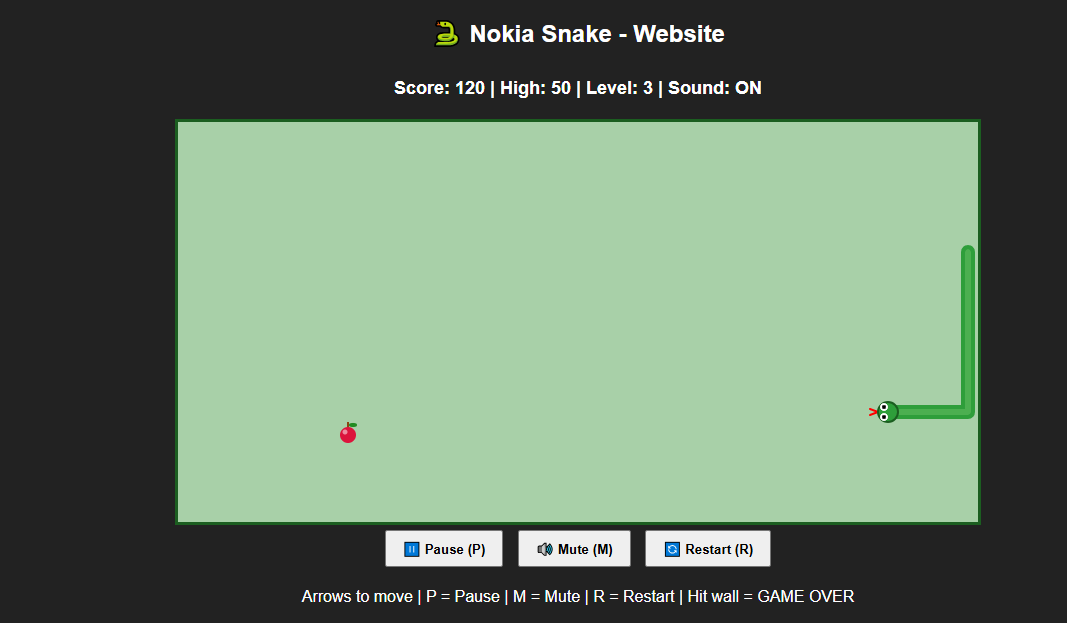 Nokia Snake - Website
Score: 120 | High: 50 | Level: 3 | Sound: ON
Pause (P) Mute (M) Restart (R)
Arrows to move | P = Pause | M = Mute | R = Restart | Hit wall = GAME OVER